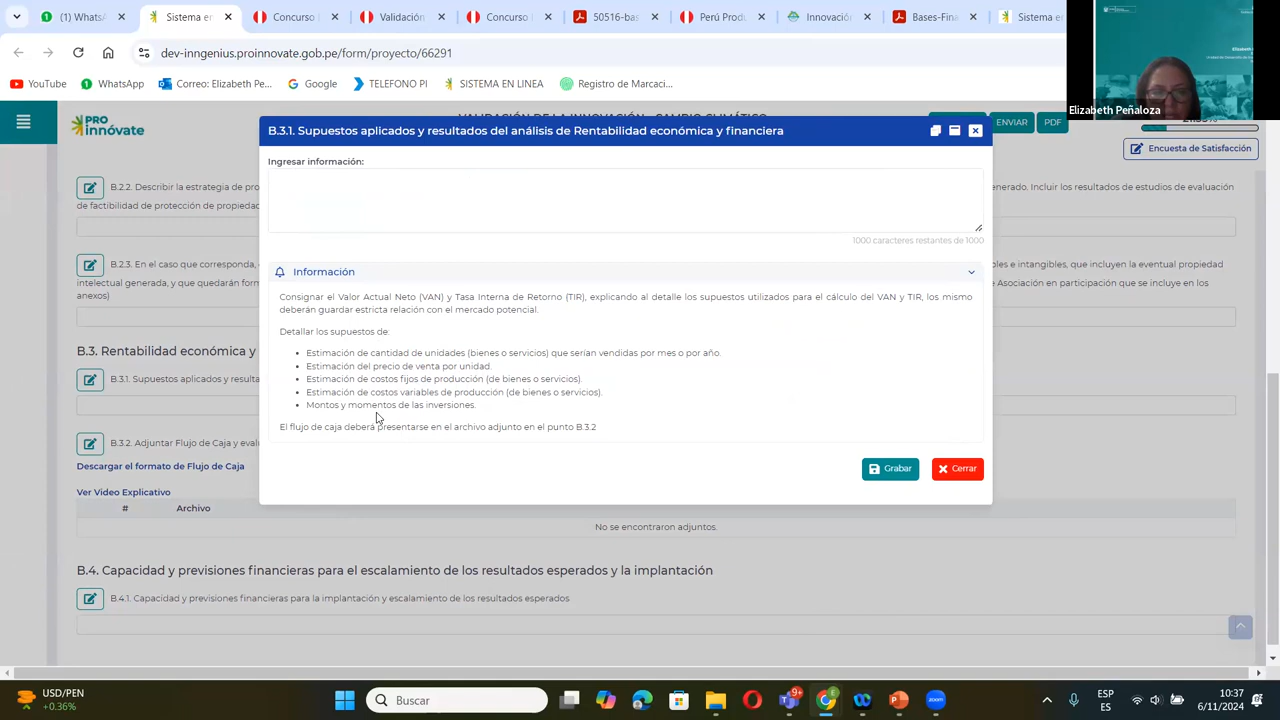 (1) WhatsA
Sistema en
Concurso
Validación
Concurso
50516-bas
Perú Prod
Innovación
Bases-Fina
Sistema en
dev-inngenius.proinnovate.gob.pe/form/proyecto/66291
YouTube
WhatsApp
Correo: Elizabeth Pe...
Google
TELEFONO PI
SISTEMA EN LINEA
Registro de Marcaci...
Elizabeth Peñaloza
PRO innóvate
ENVIAR
PDF
Encuesta de Satisfacción
B.3.1. Supuestos aplicados y resultados del análisis de Rentabilidad económica y financiera
Ingresar información:
1000 caracteres restantes de 1000
Información
Consignar el Valor Actual Neto (VAN) y Tasa Interna de Retorno (TIR), explicando al detalle los supuestos utilizados para el cálculo del VAN y TIR, los mismo
deberán guardar estricta relación con el mercado potencial.
Detallar los supuestos de:
• Estimación de cantidad de unidades (bienes o servicios) que serían vendidas por mes o por año.
• Estimación del precio de venta por unidad.
• Estimación de costos fijos de producción (de bienes o servicios).
• Estimación de costos variables de producción (de bienes o servicios).
• Montos y momentos de las inversiones.
El flujo de caja deberá presentarse en el archivo adjunto en el punto B.3.2
Grabar
Cerrar
B.2.2. Describir la estrategia de pro
enerado. Incluir los resultados de estudios de evaluación
de factibilidad de protección de propiedad
B.2.3. En el caso que corresponda,
bles e intangibles, que incluyen la eventual propiedad
intelectual generada, y que quedarán form
e Asociación en participación que se incluye en los
anexos)
B.3. Rentabilidad económica y
B.3.1. Supuestos aplicados y resulta
B.3.2. Adjuntar Flujo de Caja y evalu
Descargar el formato de Flujo de Caja
Ver Video Explicativo
#
Archivo
No se encontraron adjuntos.
B.4. Capacidad y previsiones financieras para el escalamiento de los resultados esperados y la implantación
B.4.1. Capacidad y previsiones financieras para la implantación y escalamiento de los resultados esperados
USD/PEN
+0.36%
Buscar
9+
ESP
ES
10:37
6/11/2024